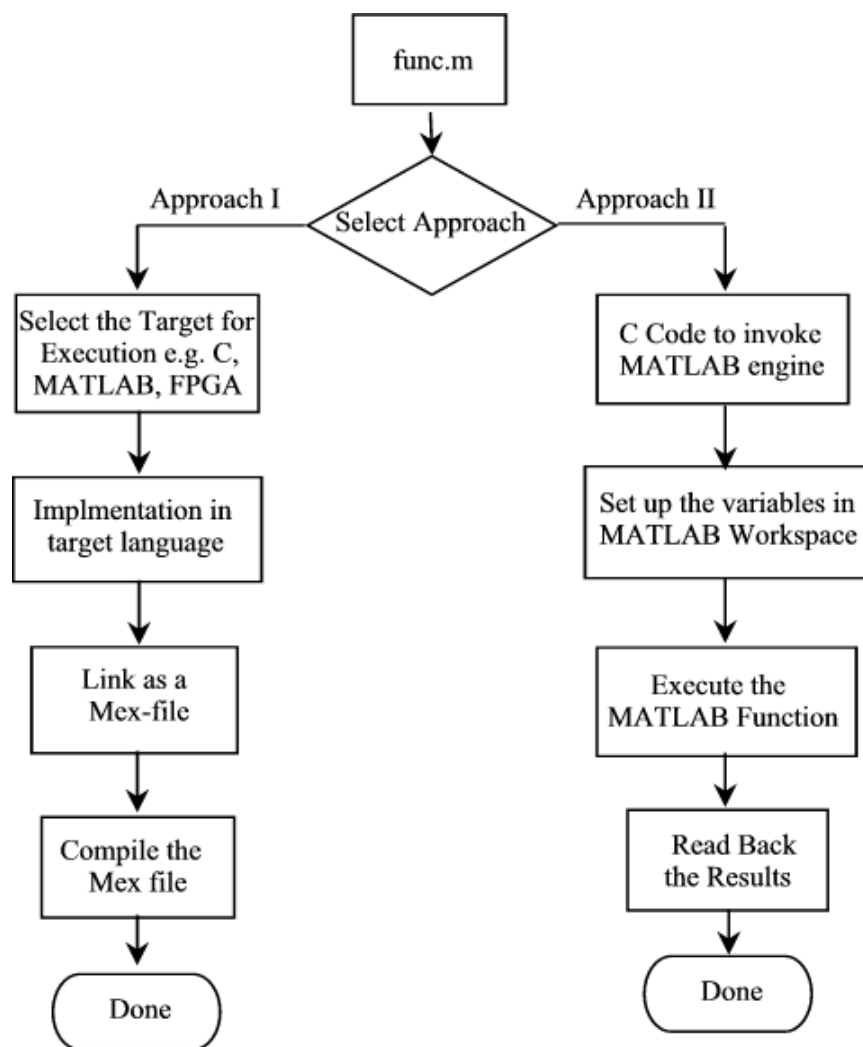 func.m
Select Approach
Approach I
Approach II
Select the Target for
Execution e.g. C,
MATLAB, FPGA
Implmentation in
target language
Link as a
Mex-file
Compile the
Mex file
Done
C Code to invoke
MATLAB engine
Set up the variables in
MATLAB Workspace
Execute the
MATLAB Function
Read Back
the Results
Done